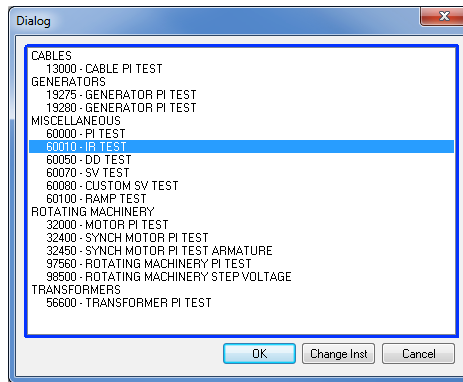 Dialog
CABLES
13000 - CABLE PI TEST
GENERATORS
19275 - GENERATOR PI TEST
19280 - GENERATOR PI TEST
MISCELLANEOUS
60000 - PI TEST
60010 - IR TEST
60050 - DD TEST
60070 - SV TEST
60080 - CUSTOM SV TEST
60100 - RAMP TEST
ROTATING MACHINERY
32000 - MOTOR PI TEST
32400 - SYNCH MOTOR PI TEST
32450 - SYNCH MOTOR PI TEST ARMATURE
97560 - ROTATING MACHINERY PI TEST
98500 - ROTATING MACHINERY STEP VOLTAGE
TRANSFORMERS
56600 - TRANSFORMER PI TEST
OK Change Inst Cancel